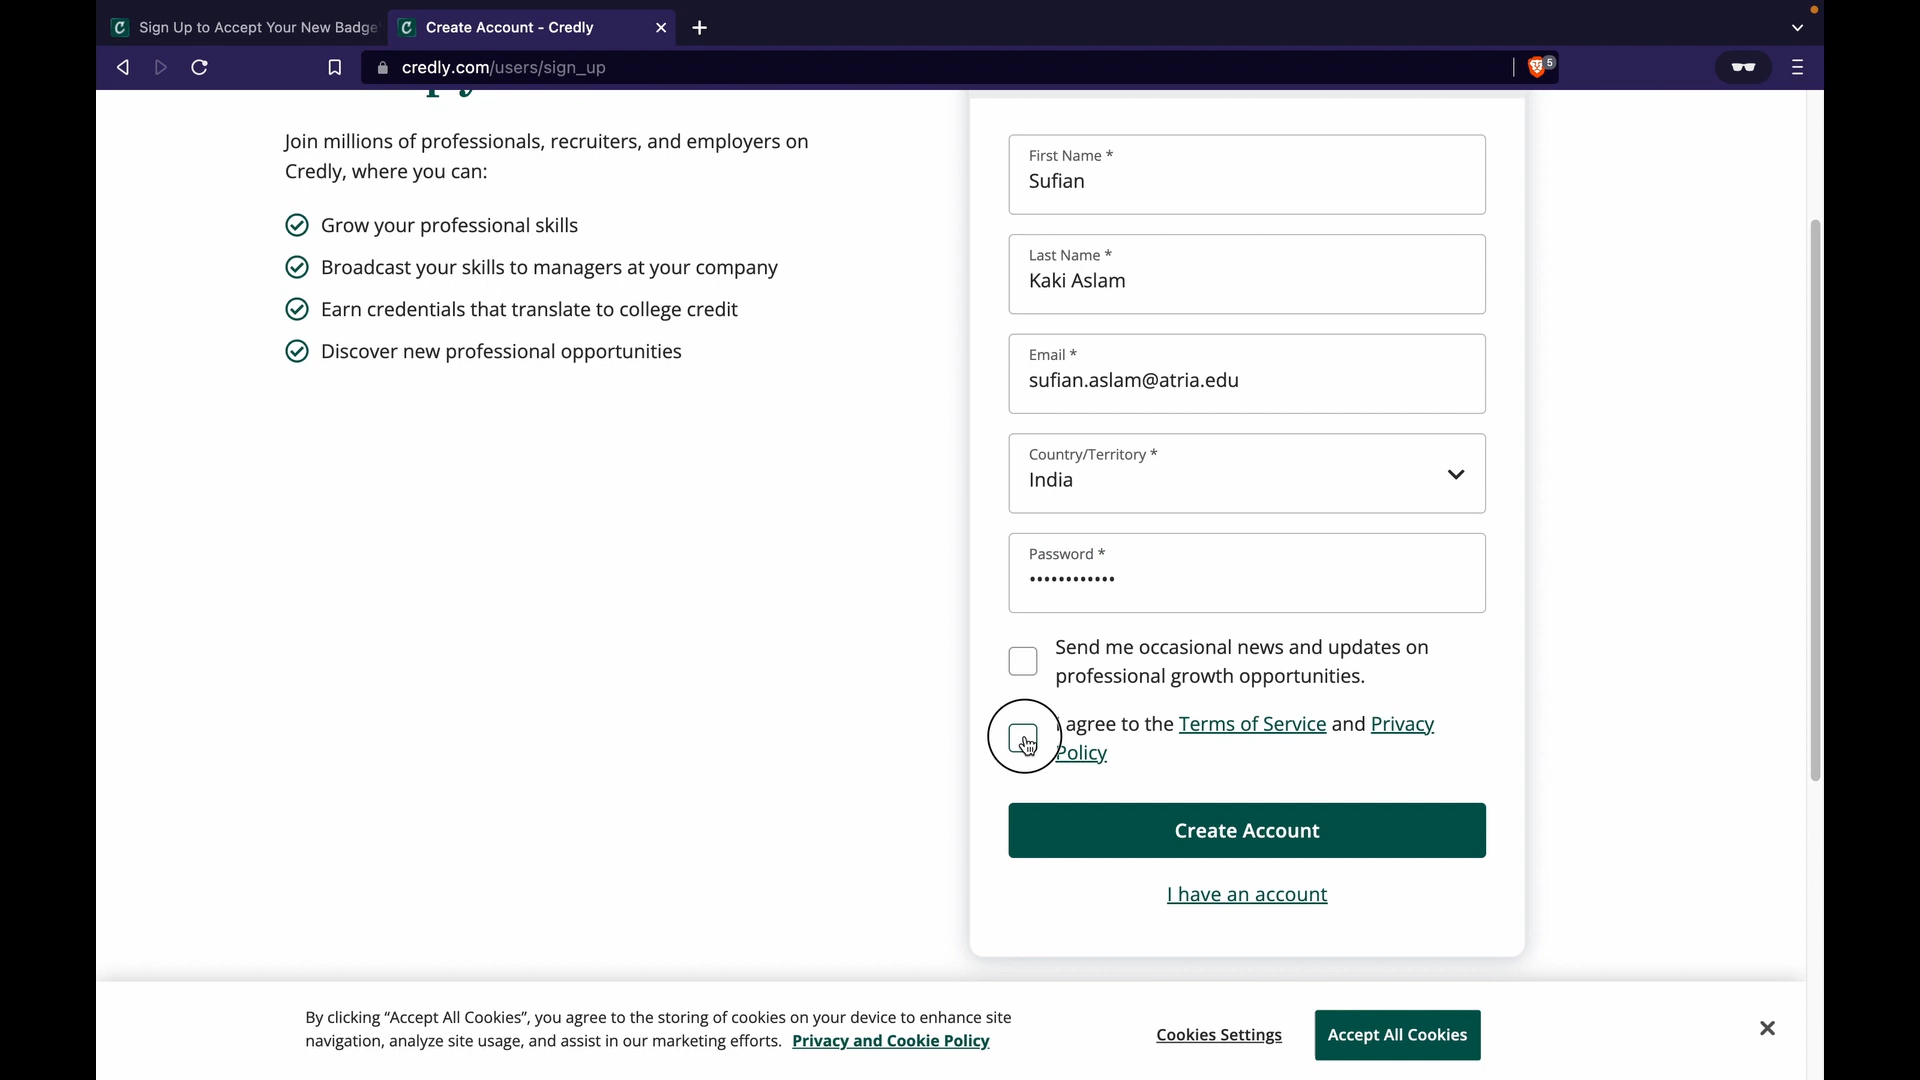 Sign Up to Accept Your New Badge
Create Account - Credly
credly.com/users/sign_up
5
Join millions of professionals, recruiters, and employers on
Credly, where you can:
Grow your professional skills
Broadcast your skills to managers at your company
Earn credentials that translate to college credit
Discover new professional opportunities
First Name *
Sufian
Last Name *
Kaki Aslam
Email *
sufian.aslam@atria.edu
Country/Territory *
India
Password *
••••••••••••
Send me occasional news and updates on
professional growth opportunities.
I agree to the Terms of Service and Privacy
Policy
Create Account
I have an account
By clicking “Accept All Cookies”, you agree to the storing of cookies on your device to enhance site
navigation, analyze site usage, and assist in our marketing efforts. Privacy and Cookie Policy
Cookies Settings
Accept All Cookies